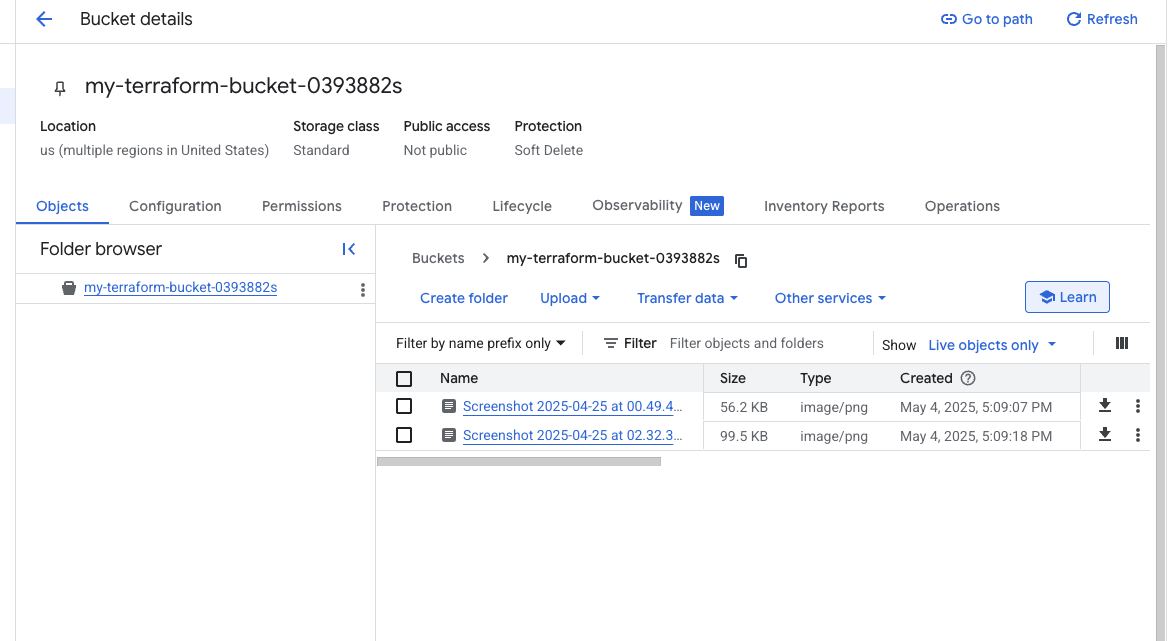 Bucket details
Go to path
Refresh
my-terraform-bucket-0393882s
Location
Storage class
Public access
Protection
us (multiple regions in United States)
Standard
Not public
Soft Delete
Objects
Configuration
Permissions
Protection
Lifecycle
Observability New
Inventory Reports
Operations
Folder browser
my-terraform-bucket-0393882s
Buckets > my-terraform-bucket-0393882s
Create folder
Upload
Transfer data
Other services
Learn
Filter by name prefix only
Filter
Filter objects and folders
Show
Live objects only
Name
Size
Type
Created
Screenshot 2025-04-25 at 00.49.4...
56.2 KB
image/png
May 4, 2025, 5:09:07 PM
Screenshot 2025-04-25 at 02.32.3...
99.5 KB
image/png
May 4, 2025, 5:09:18 PM